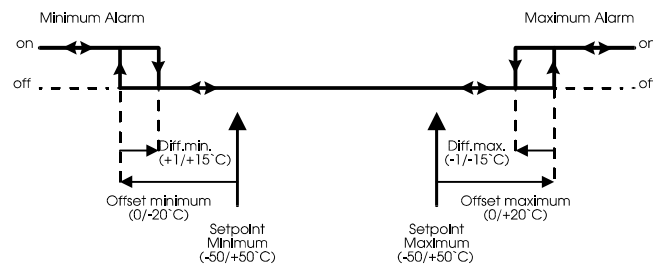 Minimum Alarm
Maximum Alarm
on
on
off
off
Diff.min.
(+1/+15`C)
Diff.max.
(-1/-15`C)
Offset minimum
(0/-20`C)
Offset maximum
(0/+20`C)
Setpoint
Minimum
(-50/+50`C)
Setpoint
Maximum
(-50/+50`C)